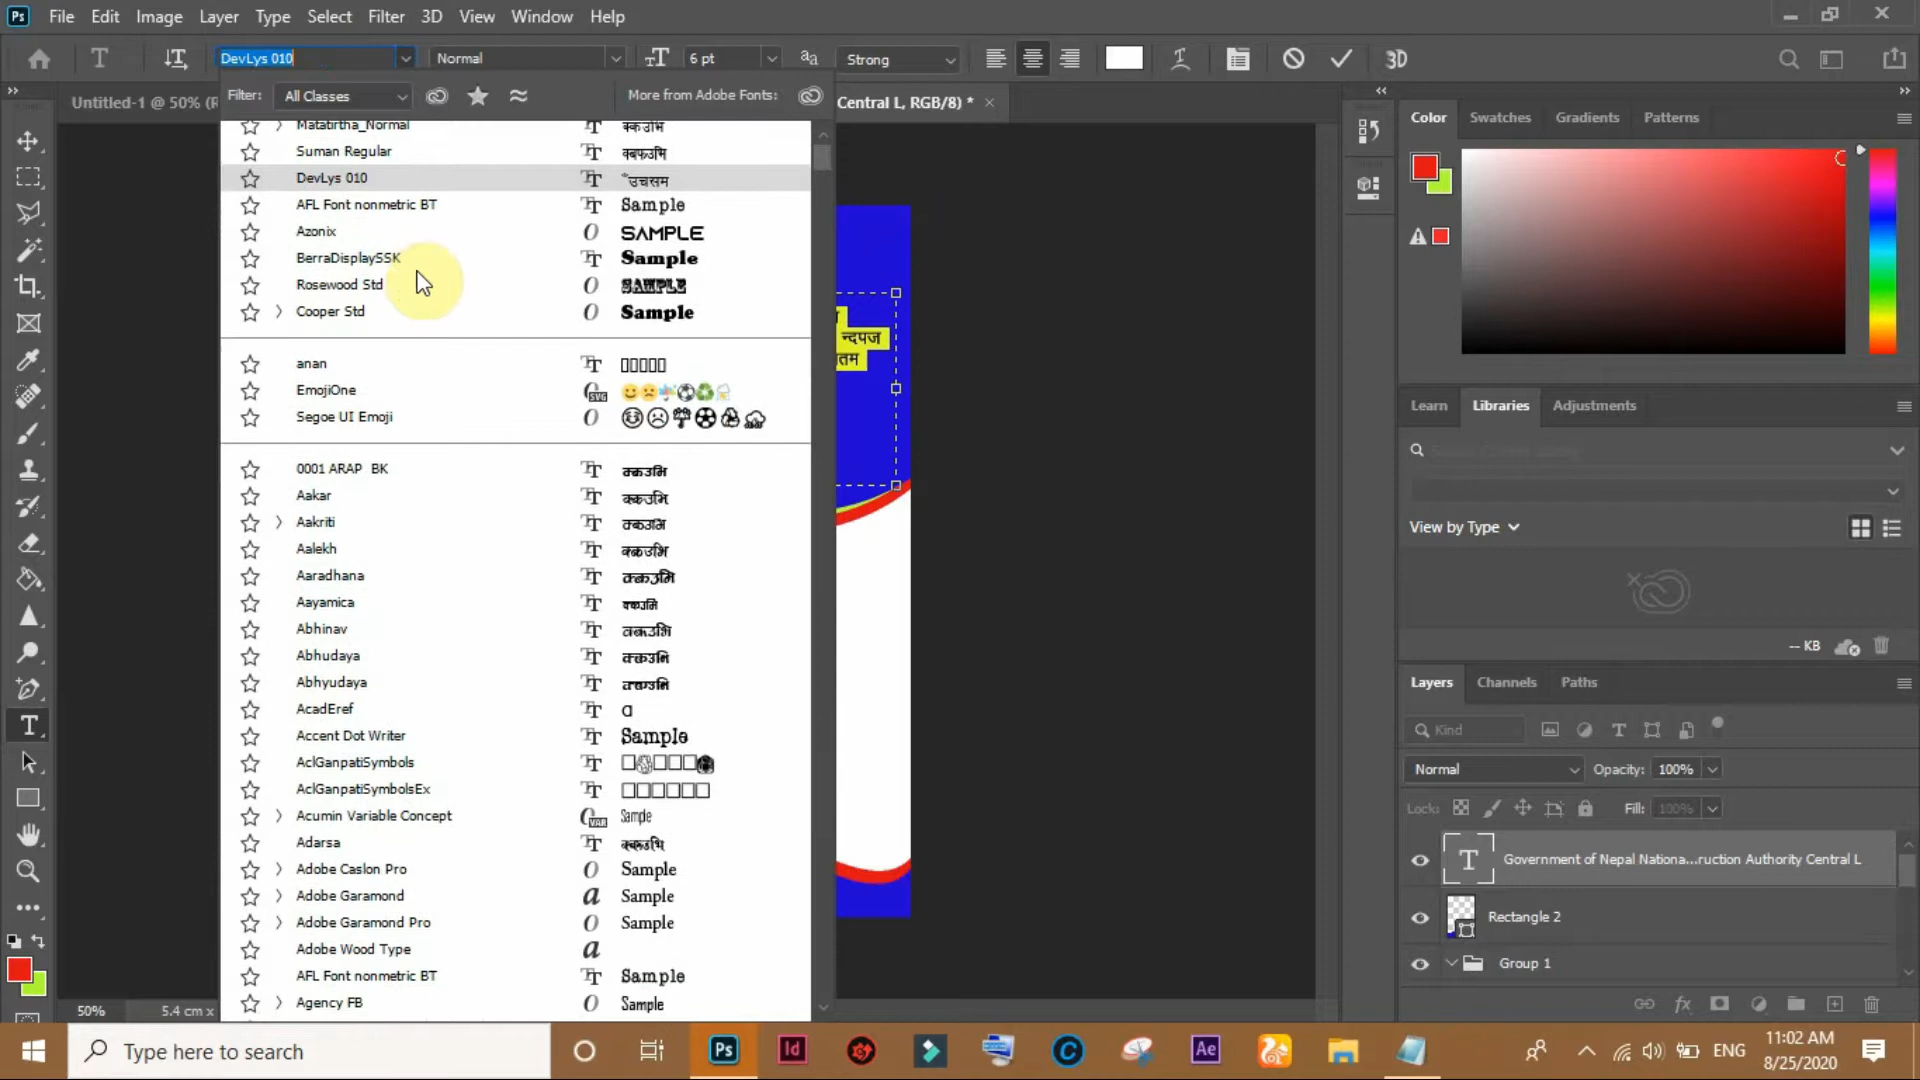 Ps File Edit Image Layer Type Select Filter 3D View Window Help
DevLys 010 Normal 6 pt Strong 3D
Filter: All Classes More from Adobe Fonts:
Untitled-1 @ 50% (R Central L, RGB/8) *
Matatirtha_Normal
Suman Regular
DevLys 010
AFL Font nonmetric BT Sample
Azonix SAMPLE
BerraDisplaySSK Sample
Rosewood Std SAMPLE
Cooper Std Sample
anan
EmojiOne
Segoe UI Emoji
0001 ARAP BK
Aakar
Aakriti
Aalekh
Aaradhana
Aayamica
Abhinav
Abhudaya
Abhyudaya
AcadEref a
Accent Dot Writer Sample
AclGanpatiSymbols
AclGanpatiSymbolsEx
Acumin Variable Concept Sample
Adarsa
Adobe Caslon Pro Sample
Adobe Garamond Sample
Adobe Garamond Pro Sample
Adobe Wood Type
AFL Font nonmetric BT Sample
Agency FB Sample
न्दपज
तम
Color Swatches Gradients Patterns
Learn Libraries Adjustments
View by Type
-- KB
Layers Channels Paths
Kind
Normal Opacity: 100%
Lock: Fill: 100%
Government of Nepal Nationa...ruction Authority Central L
Rectangle 2
Group 1
50% 5.4 cm x
Type here to search
Ps Id Ae
ENG
11:02 AM
8/25/2020